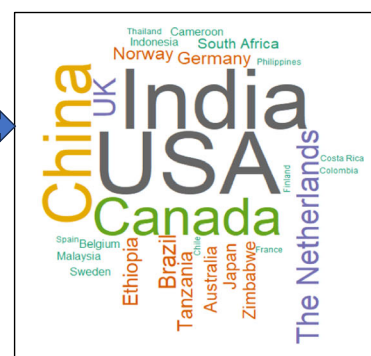 Thailand Cameroon
Indonesia South Africa
Norway Germany Philippines
China UK India
USA
Costa Rica
Colombia
Finland
Canada
The Netherlands
Spain Belgium
Malaysia
Sweden
Ethiopia Brazil Tanzania Chile Australia Japan Zimbabwe France